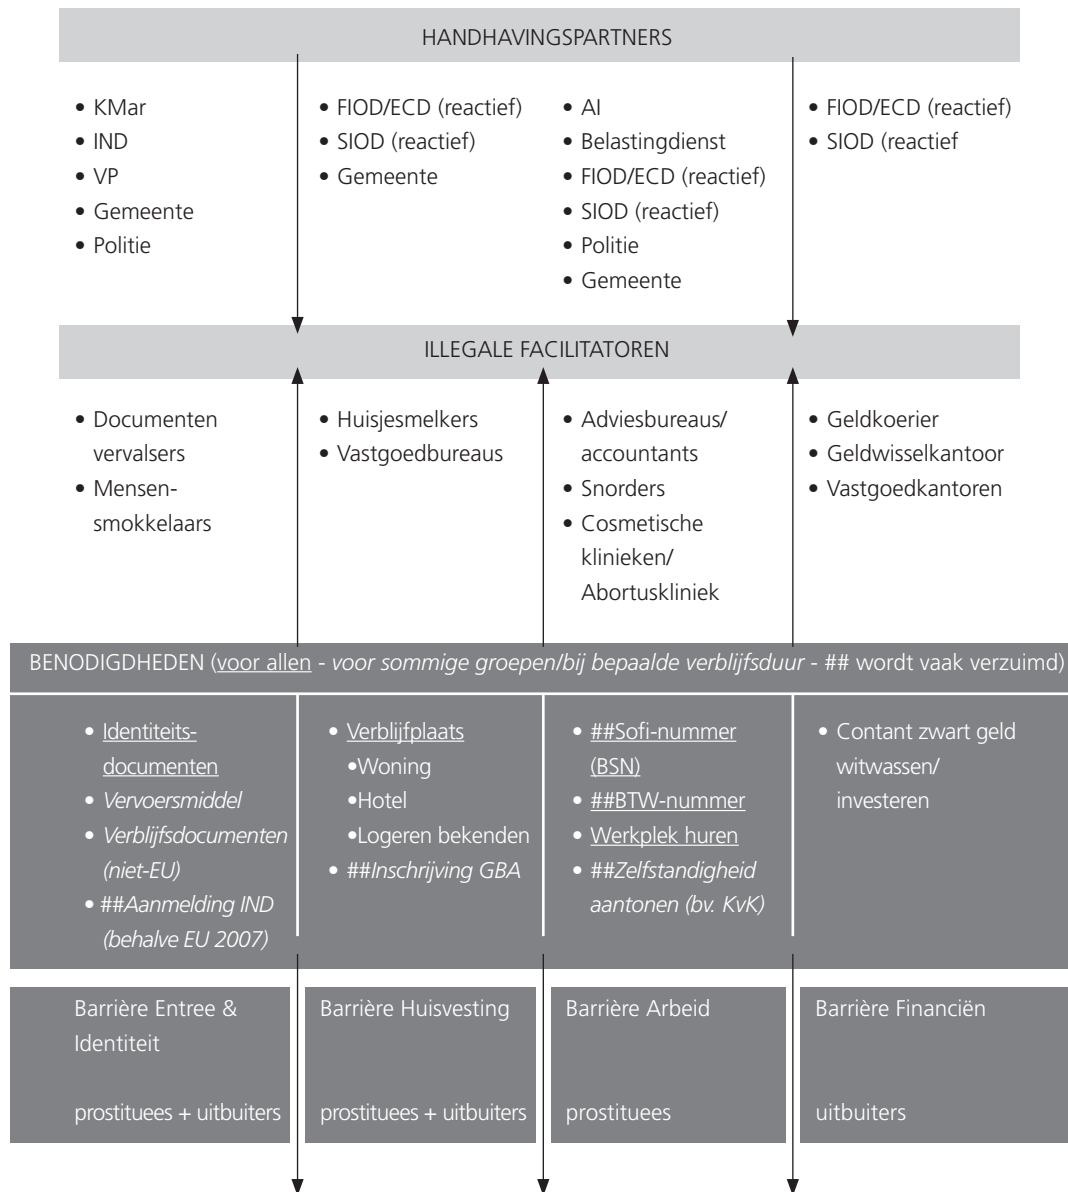 HANDHAVINGSPARTNERS
• KMar
• IND
• VP
• Gemeente
• Politie
• FIOD/ECD (reactief)
• SIOD (reactief)
• Gemeente
• AI
• Belastingdienst
• FIOD/ECD (reactief)
• SIOD (reactief)
• Politie
• Gemeente
• FIOD/ECD (reactief)
• SIOD (reactief
ILLEGALE FACILITATOREN
• Documenten
vervalsers
• Mensen-
smokkelaars
• Huisjesmelkers
• Vastgoedbureaus
• Adviesbureaus/
accountants
• Snorders
• Cosmetische
klinieken/
Abortuskliniek
• Geldkoerier
• Geldwisselkantoor
• Vastgoedkantoren
BENODIGDHEDEN (voor allen - voor sommige groepen/bij bepaalde verblijfsduur - ## wordt vaak verzuimd)
• Identiteits-
documenten
• Vervoersmiddel
• Verblijfsdocumenten
(niet-EU)
• ##Aanmelding IND
(behalve EU 2007)
• Verblijfplaats
•Woning
•Hotel
•Logeren bekenden
• ##Inschrijving GBA
• ##Sofi-nummer
(BSN)
• ##BTW-nummer
• Werkplek huren
• ##Zelfstandigheid
aantonen (bv. KvK)
• Contant zwart geld
witwassen/
investeren
Barrière Entree &
Identiteit
prostituees + uitbuiters
Barrière Huisvesting
prostituees + uitbuiters
Barrière Arbeid
prostituees
Barrière Financiën
uitbuiters